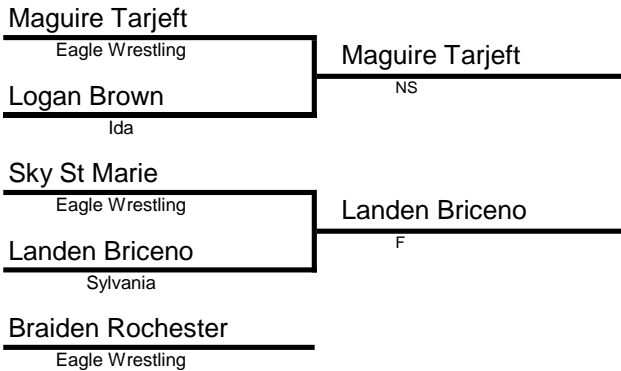 Maguire Tarjeft
Eagle Wrestling
Maguire Tarjeft
NS
Logan Brown
Ida
Sky St Marie
Eagle Wrestling
Landen Briceno
F
Landen Briceno
Sylvania
Braiden Rochester
Eagle Wrestling